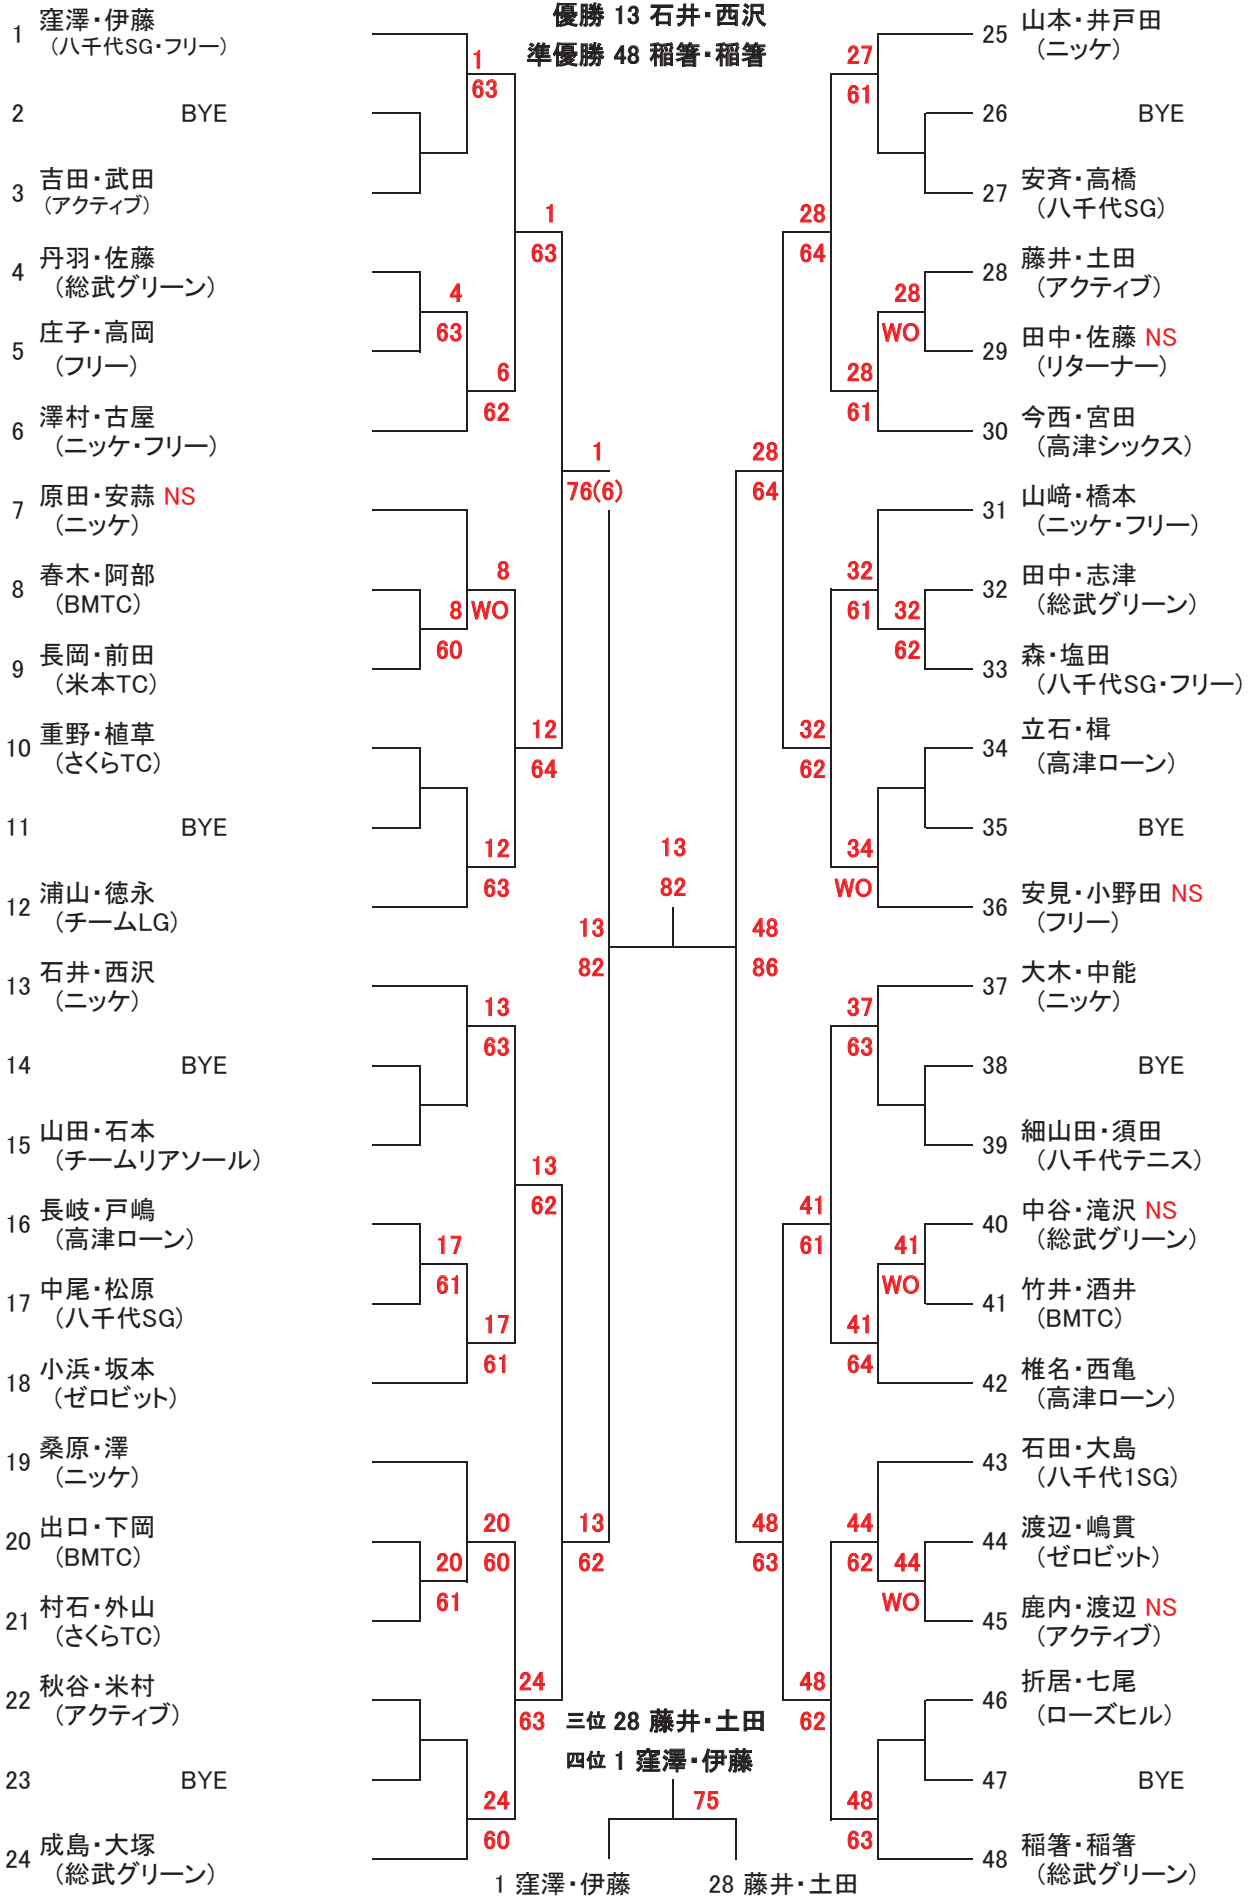 優勝 13 石井・西沢
準優勝 48 稲箸・稲箸
1 窪澤・伊藤
(八千代SG・フリー)
2 BYE
3 吉田・武田
(アクティブ)
4 丹羽・佐藤
(総武グリーン)
5 庄子・高岡
(フリー)
6 澤村・古屋
(ニッケ・フリー)
7 原田・安蒜 NS
(ニッケ)
8 春木・阿部
(BMTC)
9 長岡・前田
(米本TC)
10 重野・植草
(さくらTC)
11 BYE
12 浦山・徳永
(チームLG)
13 石井・西沢
(ニッケ)
14 BYE
15 山田・石本
(チームリアソール)
16 長岐・戸嶋
(高津ローン)
17 中尾・松原
(八千代SG)
18 小浜・坂本
(ゼロビット)
19 桑原・澤
(ニッケ)
20 出口・下岡
(BMTC)
21 村石・外山
(さくらTC)
22 秋谷・米村
(アクティブ)
23 BYE
24 成島・大塚
(総武グリーン)
4
63
8
60
17
61
20
61
1
63
6
62
8
WO
12
63
13
63
17
61
20
60
24
60
1
63
12
64
13
62
24
63
1
76(6)
13
62
13
82
13
82
48
86
28
64
48
63
28
64
32
62
41
61
48
62
27
61
28
61
32
61
34
WO
37
63
41
64
44
62
48
63
28
WO
32
62
41
WO
44
WO
25 山本・井戸田
(ニッケ)
26 BYE
27 安斉・高橋
(八千代SG)
28 藤井・土田
(アクティブ)
29 田中・佐藤 NS
(リターナー)
30 今西・宮田
(高津シックス)
31 山﨑・橋本
(ニッケ・フリー)
32 田中・志津
(総武グリーン)
33 森・塩田
(八千代SG・フリー)
34 立石・楫
(高津ローン)
35 BYE
36 安見・小野田 NS
(フリー)
37 大木・中能
(ニッケ)
38 BYE
39 細山田・須田
(八千代テニス)
40 中谷・滝沢 NS
(総武グリーン)
41 竹井・酒井
(BMTC)
42 椎名・西亀
(高津ローン)
43 石田・大島
(八千代1SG)
44 渡辺・嶋貫
(ゼロビット)
45 鹿内・渡辺 NS
(アクティブ)
46 折居・七尾
(ローズヒル)
47 BYE
48 稲箸・稲箸
(総武グリーン)
三位 28 藤井・土田
四位 1 窪澤・伊藤
75
1 窪澤・伊藤
28 藤井・土田